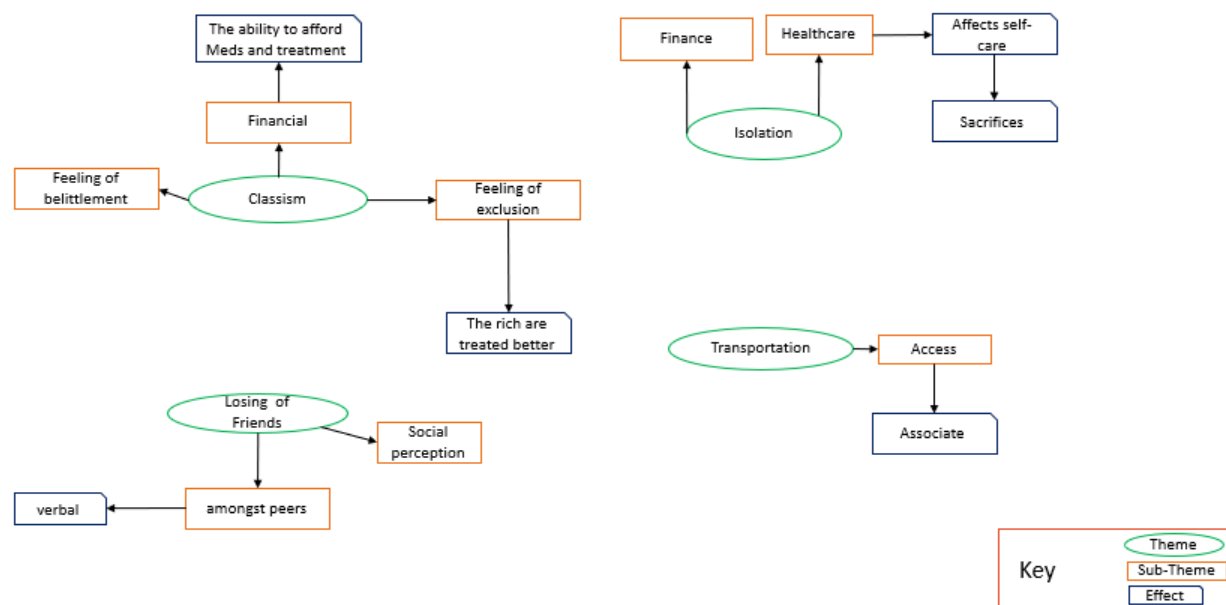 The ability to afford
Meds and treatment
Financial
Feeling of
belittlement
Classism
Feeling of
exclusion
The rich are
treated better
Losing of
Friends
Social
perception
amongst peers
verbal
Finance
Healthcare
Affects self-
care
Sacrifices
Isolation
Transportation
Access
Associate
Key
Theme
Sub-Theme
Effect